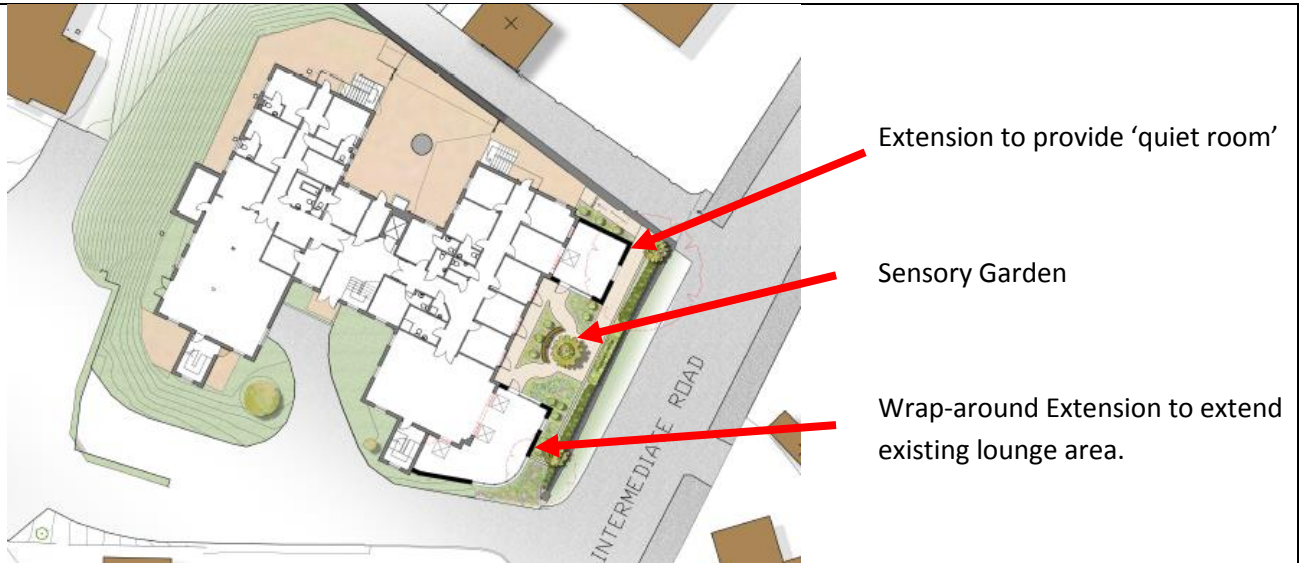 Extension to provide ‘quiet room’
Sensory Garden
Wrap-around Extension to extend
existing lounge area.
INTERMEDIATE ROAD